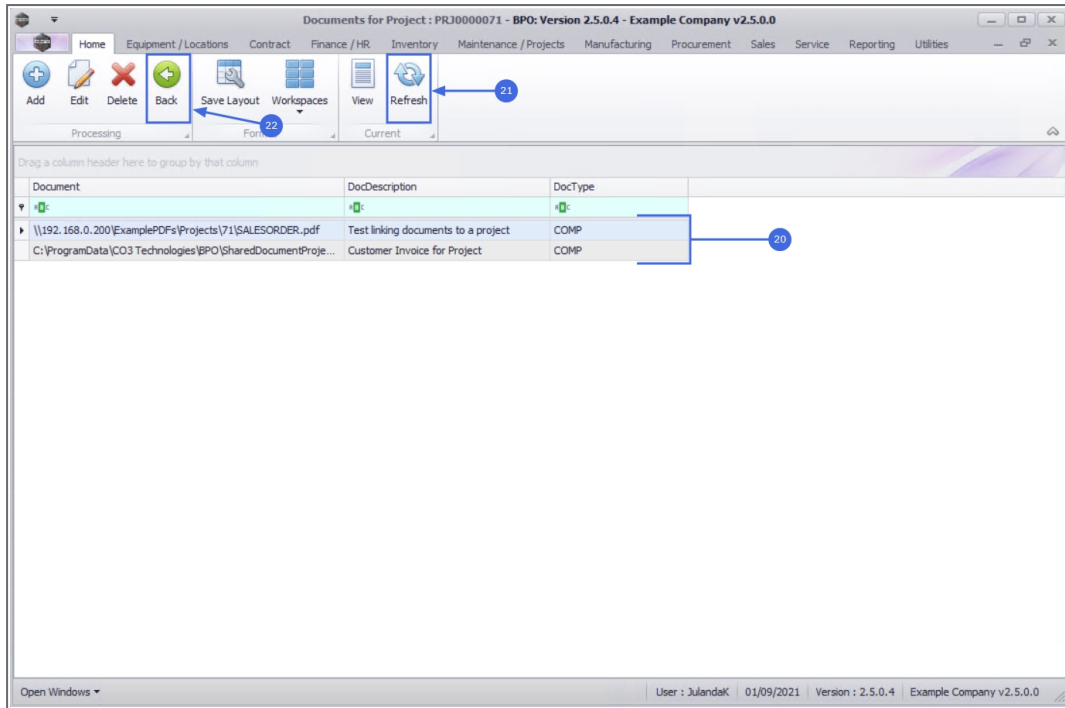 Documents for Project : PRJ0000071 - BPO: Version 2.5.0.4 - Example Company v2.5.0.0
Home Equipment / Locations Contract Finance / HR Inventory Maintenance / Projects Manufacturing Procurement Sales Service Reporting Utilities
Add Edit Delete Back Save Layout Workspaces View Refresh
21
22
Processing Current
Drag a column header here to group by that column
Document DocDescription DocType
\\192.168.0.200\ExamplePDFs\Projects\71\SALESORDER.pdf Test linking documents to a project COMP
20
C:\ProgramData\CO3 Technologies\BPO\SharedDocumentProje... Customer Invoice for Project COMP
Open Windows User : JulandaK 01/09/2021 Version : 2.5.0.4 Example Company v2.5.0.0